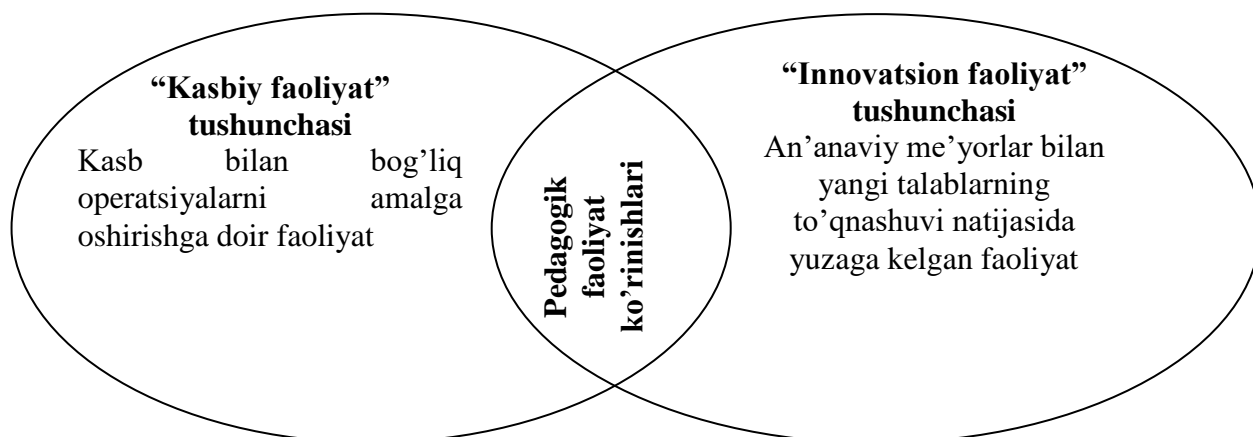 “Kasbiy faoliyat”
tushunchasi
Kasb bilan bog’liq
operatsiyalarni amalga
oshirishga doir faoliyat
Pedagogik
faoliyat
ko’rinishlari
“Innovatsion faoliyat”
tushunchasi
An’anaviy me’yorlar bilan
yangi talablarning
to’qnashuvi natijasida
yuzaga kelgan faoliyat